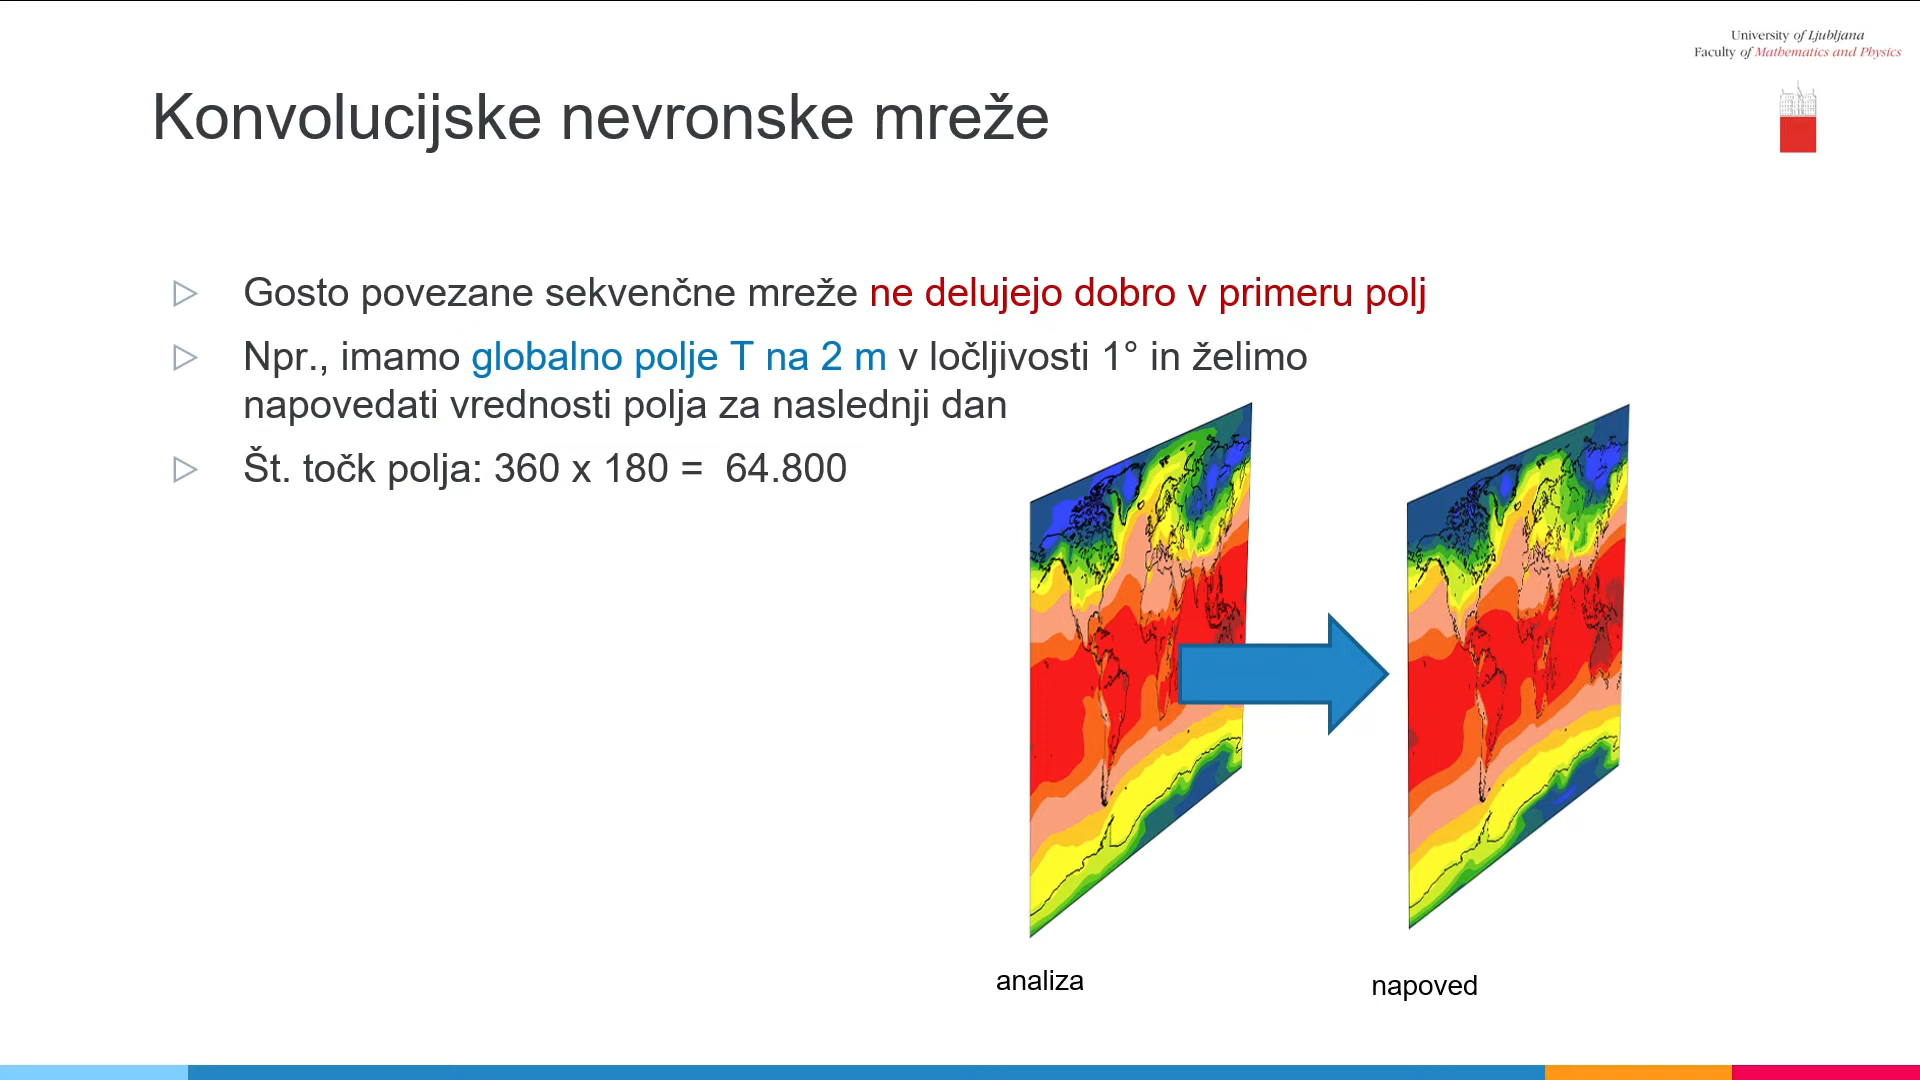 University of Ljubljana
Faculty of Mathematics and Physics
Konvolucijske nevronske mreže
Gosto povezane sekvenčne mreže ne delujejo dobro v primeru polj
Npr., imamo globalno polje T na 2 m v ločljivosti 1° in želimo
napovedati vrednosti polja za naslednji dan
Št. točk polja: 360 x 180 = 64.800
analiza
napoved